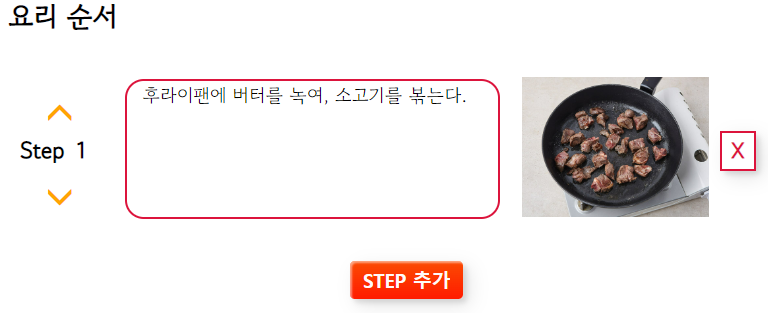 요리 순서
Step 1
후라이팬에 버터를 녹여, 소고기를 볶는다.
X
STEP 추가